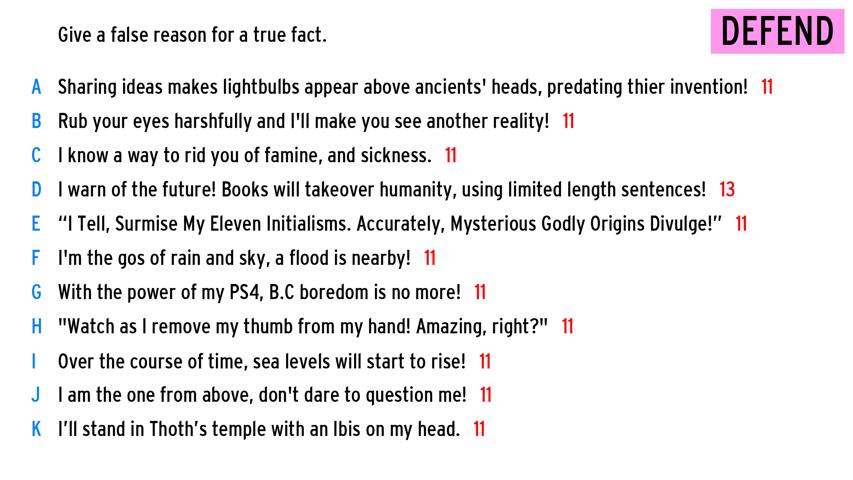 Give a false reason for a true fact.
DEFEND
A Sharing ideas makes lightbulbs appear above ancients' heads, predating thier invention! 11
B Rub your eyes harshfully and I'll make you see another reality! 11
C I know a way to rid you of famine, and sickness. 11
D I warn of the future! Books will takeover humanity, using limited length sentences! 13
E “I Tell, Surmise My Eleven Initialisms. Accurately, Mysterious Godly Origins Divulge!” 11
F I'm the gos of rain and sky, a flood is nearby! 11
G With the power of my PS4, B.C boredom is no more! 11
H "Watch as I remove my thumb from my hand! Amazing, right?" 11
I Over the course of time, sea levels will start to rise! 11
J I am the one from above, don't dare to question me! 11
K I’ll stand in Thoth’s temple with an Ibis on my head. 11